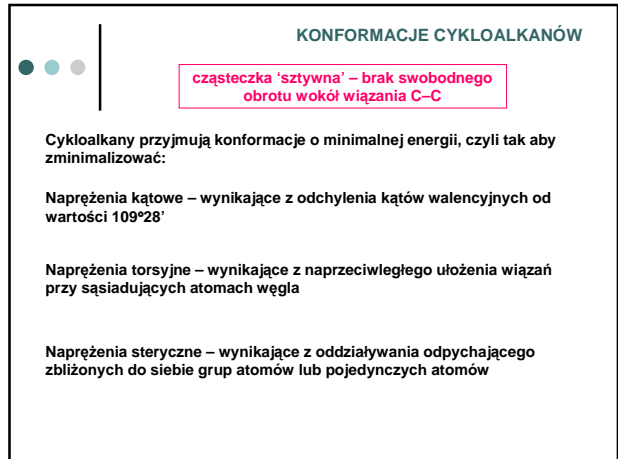 KONFORMACJE CYKLOALKANÓW
cząsteczka ‘sztywna’ – brak swobodnego
obrotu wokół wiązania C–C
Cykloalkany przyjmują konformacje o minimalnej energii, czyli tak aby
zminimalizować:
Naprężenia kątowe – wynikające z odchylenia kątów walencyjnych od
wartości 109º28’
Naprężenia torsyjne – wynikające z naprzeciwległego ułożenia wiązań
przy sąsiadujących atomach węgla
Naprężenia steryczne – wynikające z oddziaływania odpychającego
zbliżonych do siebie grup atomów lub pojedynczych atomów